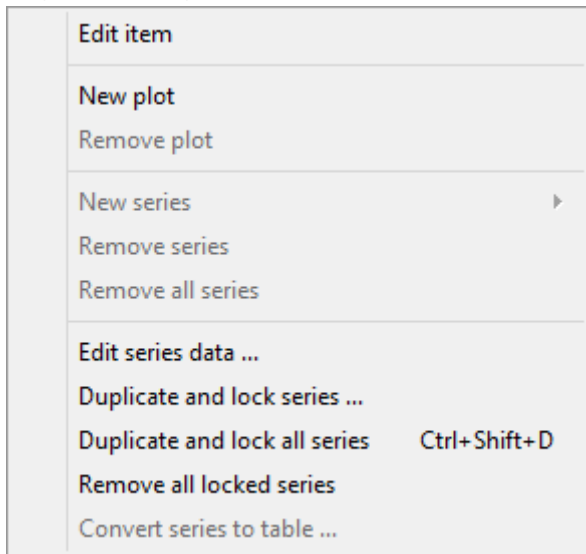 Edit item
New plot
Remove plot
New series
Remove series
Remove all series
Edit series data ...
Duplicate and lock series ...
Duplicate and lock all series Ctrl+Shift+D
Remove all locked series
Convert series to table ...